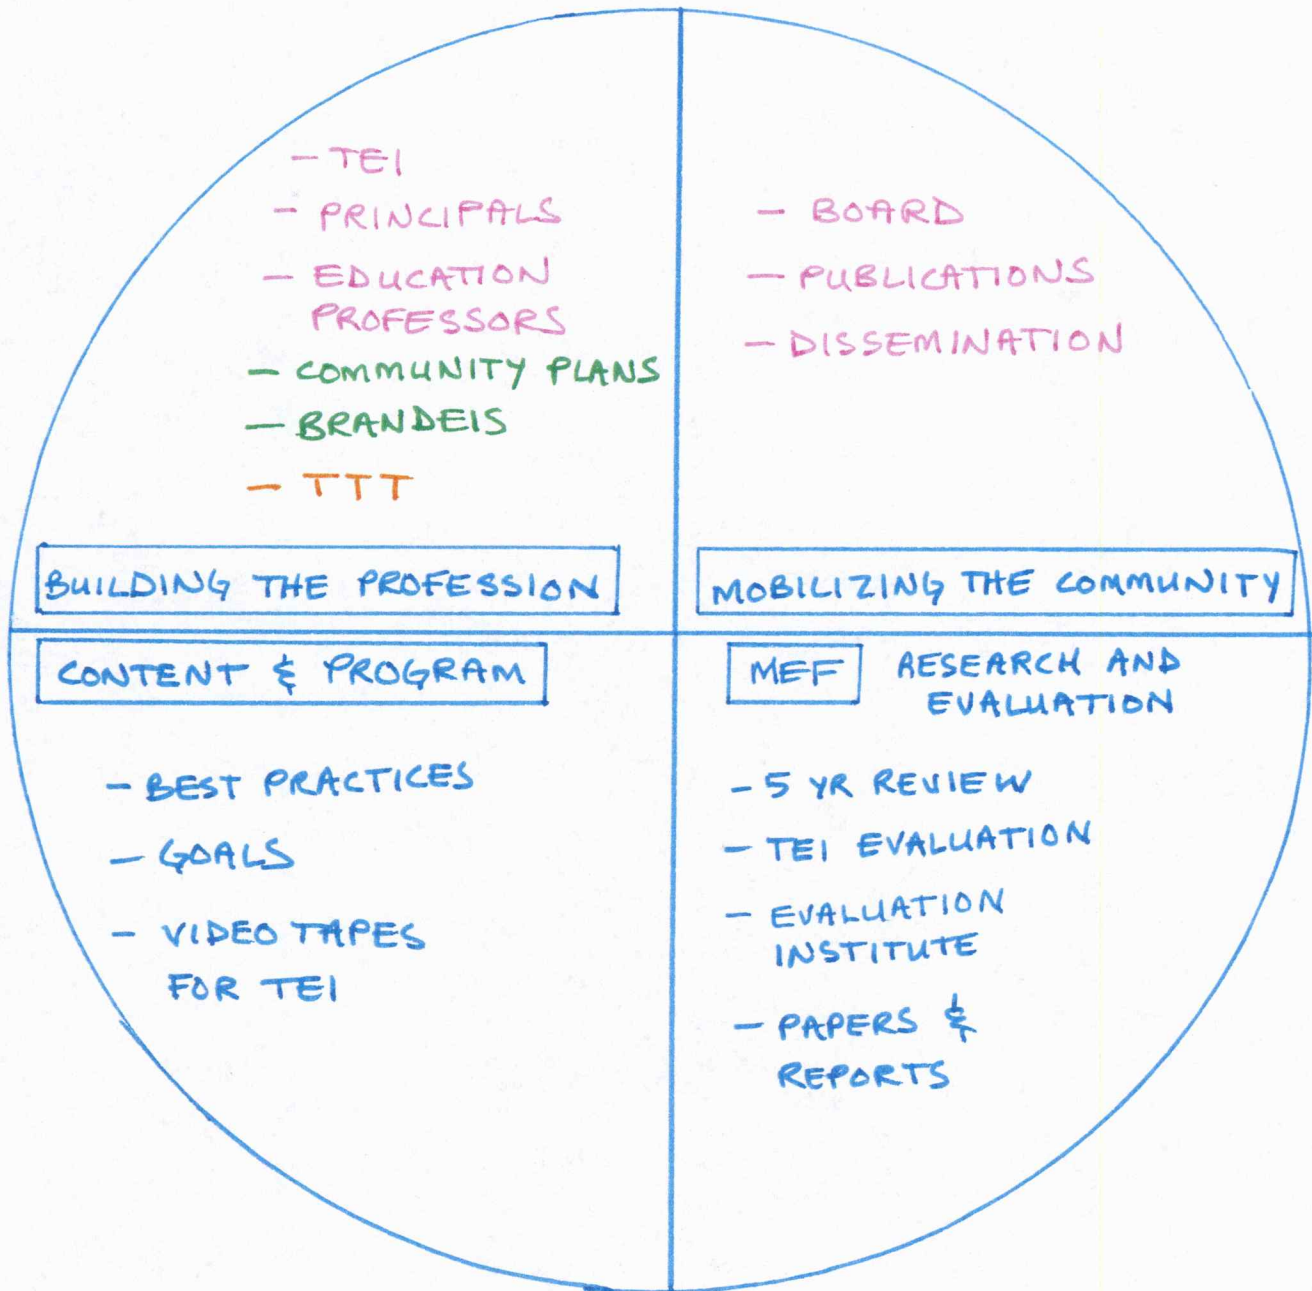 - TEI
- PRINCIPALS
- EDUCATION
PROFESSORS
- COMMUNITY PLANS
- BRANDEIS
- TTT
BUILDING THE PROFESSION
- BOARD
- PUBLICATIONS
- DISSEMINATION
MOBILIZING THE COMMUNITY
CONTENT & PROGRAM
- BEST PRACTICES
- GOALS
- VIDEO TAPES
FOR TEI
MEF RESEARCH AND
EVALUATION
- 5 YR REVIEW
- TEI EVALUATION
- EVALUATION
INSTITUTE
- PAPERS &
REPORTS